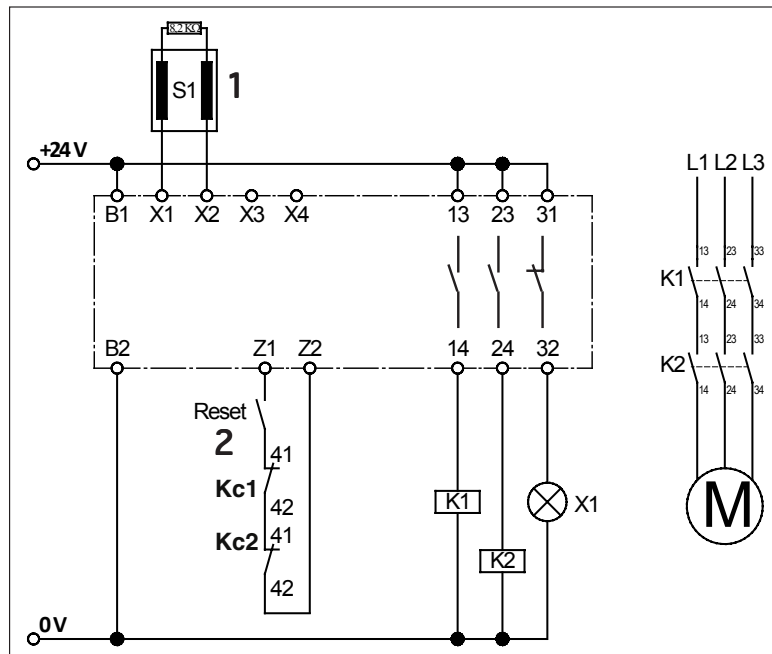 8,2 KΩ
S1 1
+24 V
L1 L2 L3
B1 X1 X2 X3 X4 13 23 31
13 23 33
K1
14 24 34
B2 Z1 Z2 14 24 32
13 23 33
K2
14 24 34
Reset
2
41
Kc1
42
K1 X1
M
41
Kc2
K2
42
0 V